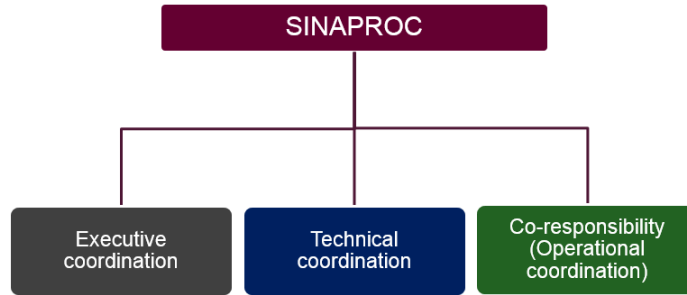 SINAPROC
Executive
coordination
Technical
coordination
Co-responsibility
(Operational
coordination)